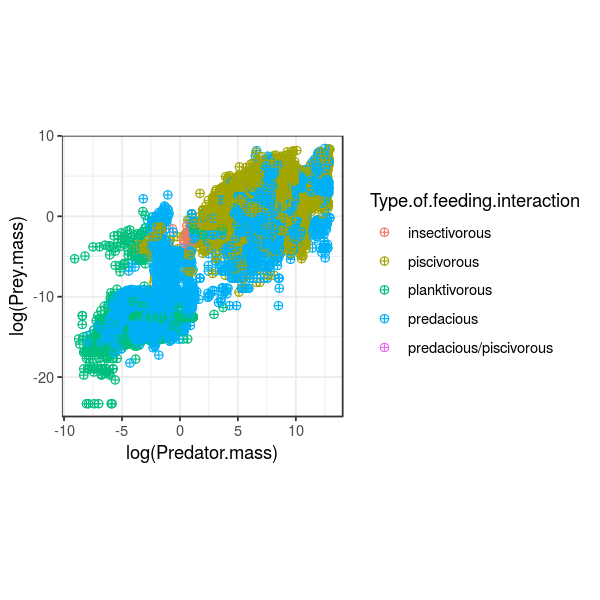 10
0
-10
-20
log(Prey.mass)
-10 -5 0 5 10
log(Predator.mass)
Type.of.feeding.interaction
insectivorous
piscivorous
planktivorous
predacious
predacious/piscivorous